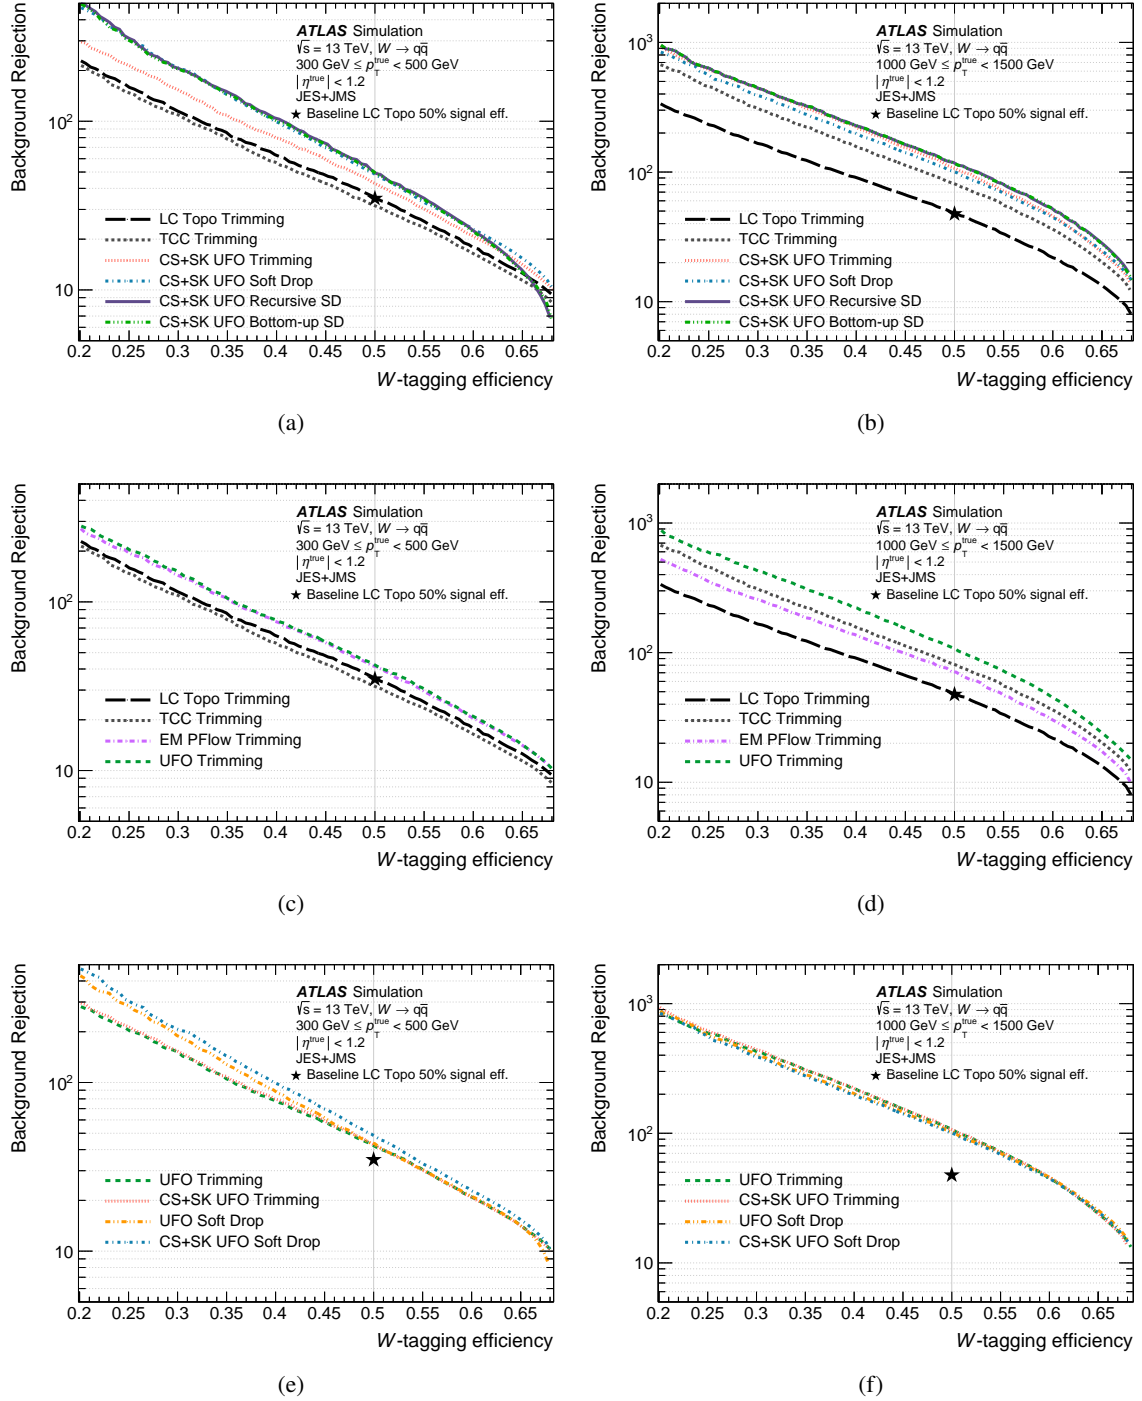 Background Rejection
10²
10
ATLAS Simulation
√s = 13 TeV, W → qq̅
300 GeV ≤ p_T^true < 500 GeV
|η^true| < 1.2
JES+JMS
★ Baseline LC Topo 50% signal eff.
LC Topo Trimming
TCC Trimming
CS+SK UFO Trimming
CS+SK UFO Soft Drop
CS+SK UFO Recursive SD
CS+SK UFO Bottom-up SD
0.2 0.25 0.3 0.35 0.4 0.45 0.5 0.55 0.6 0.65
W-tagging efficiency
(a)
Background Rejection
10³
10²
10
ATLAS Simulation
√s = 13 TeV, W → qq̅
1000 GeV ≤ p_T^true < 1500 GeV
|η^true| < 1.2
JES+JMS
★ Baseline LC Topo 50% signal eff.
LC Topo Trimming
TCC Trimming
CS+SK UFO Trimming
CS+SK UFO Soft Drop
CS+SK UFO Recursive SD
CS+SK UFO Bottom-up SD
0.2 0.25 0.3 0.35 0.4 0.45 0.5 0.55 0.6 0.65
W-tagging efficiency
(b)
Background Rejection
10²
10
ATLAS Simulation
√s = 13 TeV, W → qq̅
300 GeV ≤ p_T^true < 500 GeV
|η^true| < 1.2
JES+JMS
★ Baseline LC Topo 50% signal eff.
LC Topo Trimming
TCC Trimming
EM PFlow Trimming
UFO Trimming
0.2 0.25 0.3 0.35 0.4 0.45 0.5 0.55 0.6 0.65
W-tagging efficiency
(c)
Background Rejection
10³
10²
10
ATLAS Simulation
√s = 13 TeV, W → qq̅
1000 GeV ≤ p_T^true < 1500 GeV
|η^true| < 1.2
JES+JMS
★ Baseline LC Topo 50% signal eff.
LC Topo Trimming
TCC Trimming
EM PFlow Trimming
UFO Trimming
0.2 0.25 0.3 0.35 0.4 0.45 0.5 0.55 0.6 0.65
W-tagging efficiency
(d)
Background Rejection
10²
10
ATLAS Simulation
√s = 13 TeV, W → qq̅
300 GeV ≤ p_T^true < 500 GeV
|η^true| < 1.2
JES+JMS
★ Baseline LC Topo 50% signal eff.
UFO Trimming
CS+SK UFO Trimming
UFO Soft Drop
CS+SK UFO Soft Drop
0.2 0.25 0.3 0.35 0.4 0.45 0.5 0.55 0.6 0.65
W-tagging efficiency
(e)
Background Rejection
10³
10²
10
ATLAS Simulation
√s = 13 TeV, W → qq̅
1000 GeV ≤ p_T^true < 1500 GeV
|η^true| < 1.2
JES+JMS
★ Baseline LC Topo 50% signal eff.
UFO Trimming
CS+SK UFO Trimming
UFO Soft Drop
CS+SK UFO Soft Drop
0.2 0.25 0.3 0.35 0.4 0.45 0.5 0.55 0.6 0.65
W-tagging efficiency
(f)